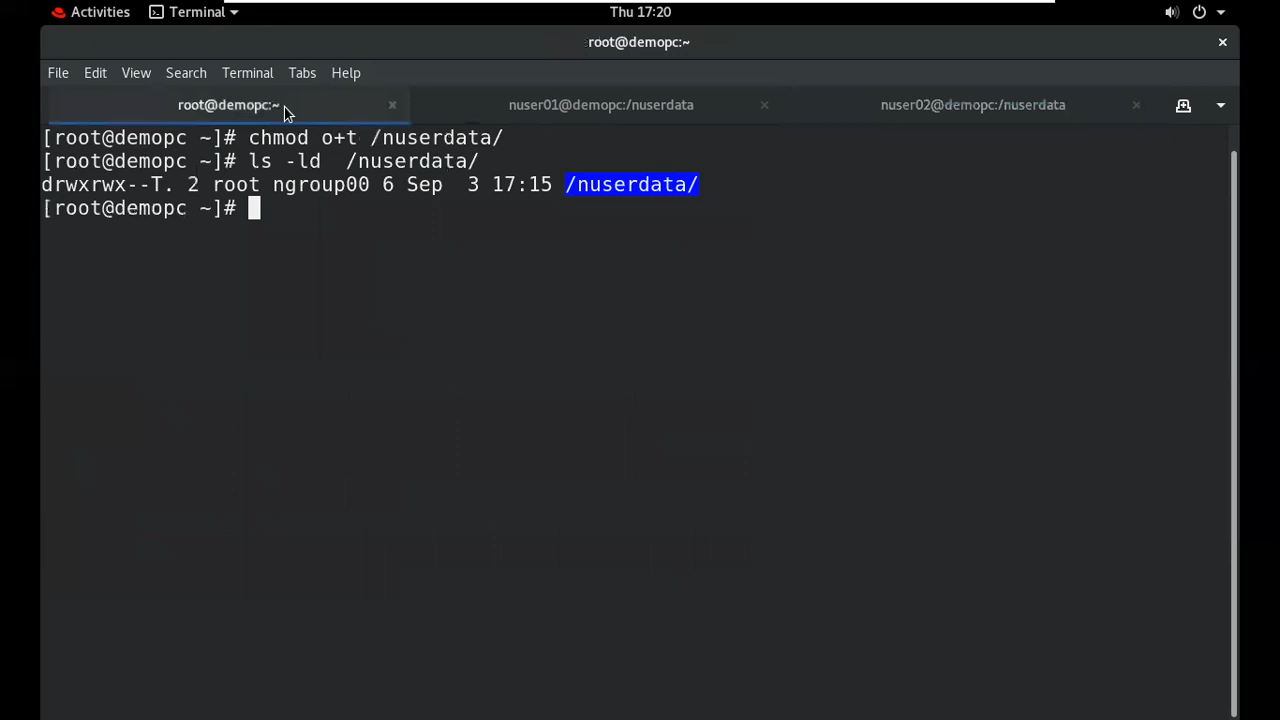 Activities Terminal Thu 17:20
root@demopc:~
File Edit View Search Terminal Tabs Help
root@demopc:~ nuser01@demopc:/nuserdata nuser02@demopc:/nuserdata
[root@demopc ~]# chmod o+t /nuserdata/
[root@demopc ~]# ls -ld  /nuserdata/
drwxrwx--T. 2 root ngroup00 6 Sep  3 17:15 /nuserdata/
[root@demopc ~]#